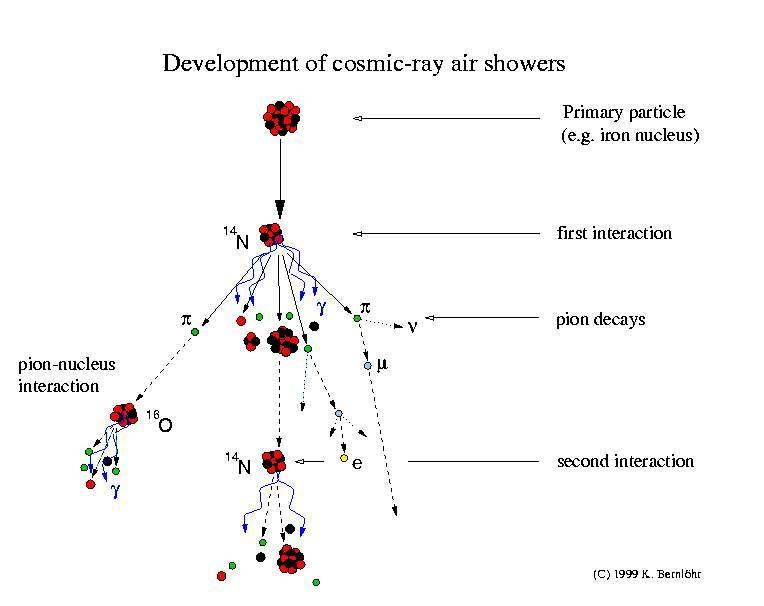 Development of cosmic-ray air showers
Primary particle
(e.g. iron nucleus)
14N
first interaction
γ
π
π
ν
pion decays
pion-nucleus
interaction
μ
16O
14N
e
second interaction
γ
(C) 1999 K. Bernlöhr